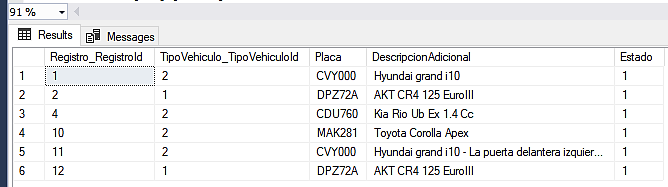 91 %
Results Messages
Registro_RegistroId TipoVehiculo_TipoVehiculoId Placa DescripcionAdicional Estado
1 1 2 CVY000 Hyundai grand i10 1
2 2 1 DPZ72A AKT CR4 125 EuroIII 1
3 4 2 CDU760 Kia Rio Ub Ex 1.4 Cc 1
4 10 2 MAK281 Toyota Corolla Apex 1
5 11 2 CVY000 Hyundai grand i10 - La puerta delantera izquier... 1
6 12 1 DPZ72A AKT CR4 125 EuroIII 1